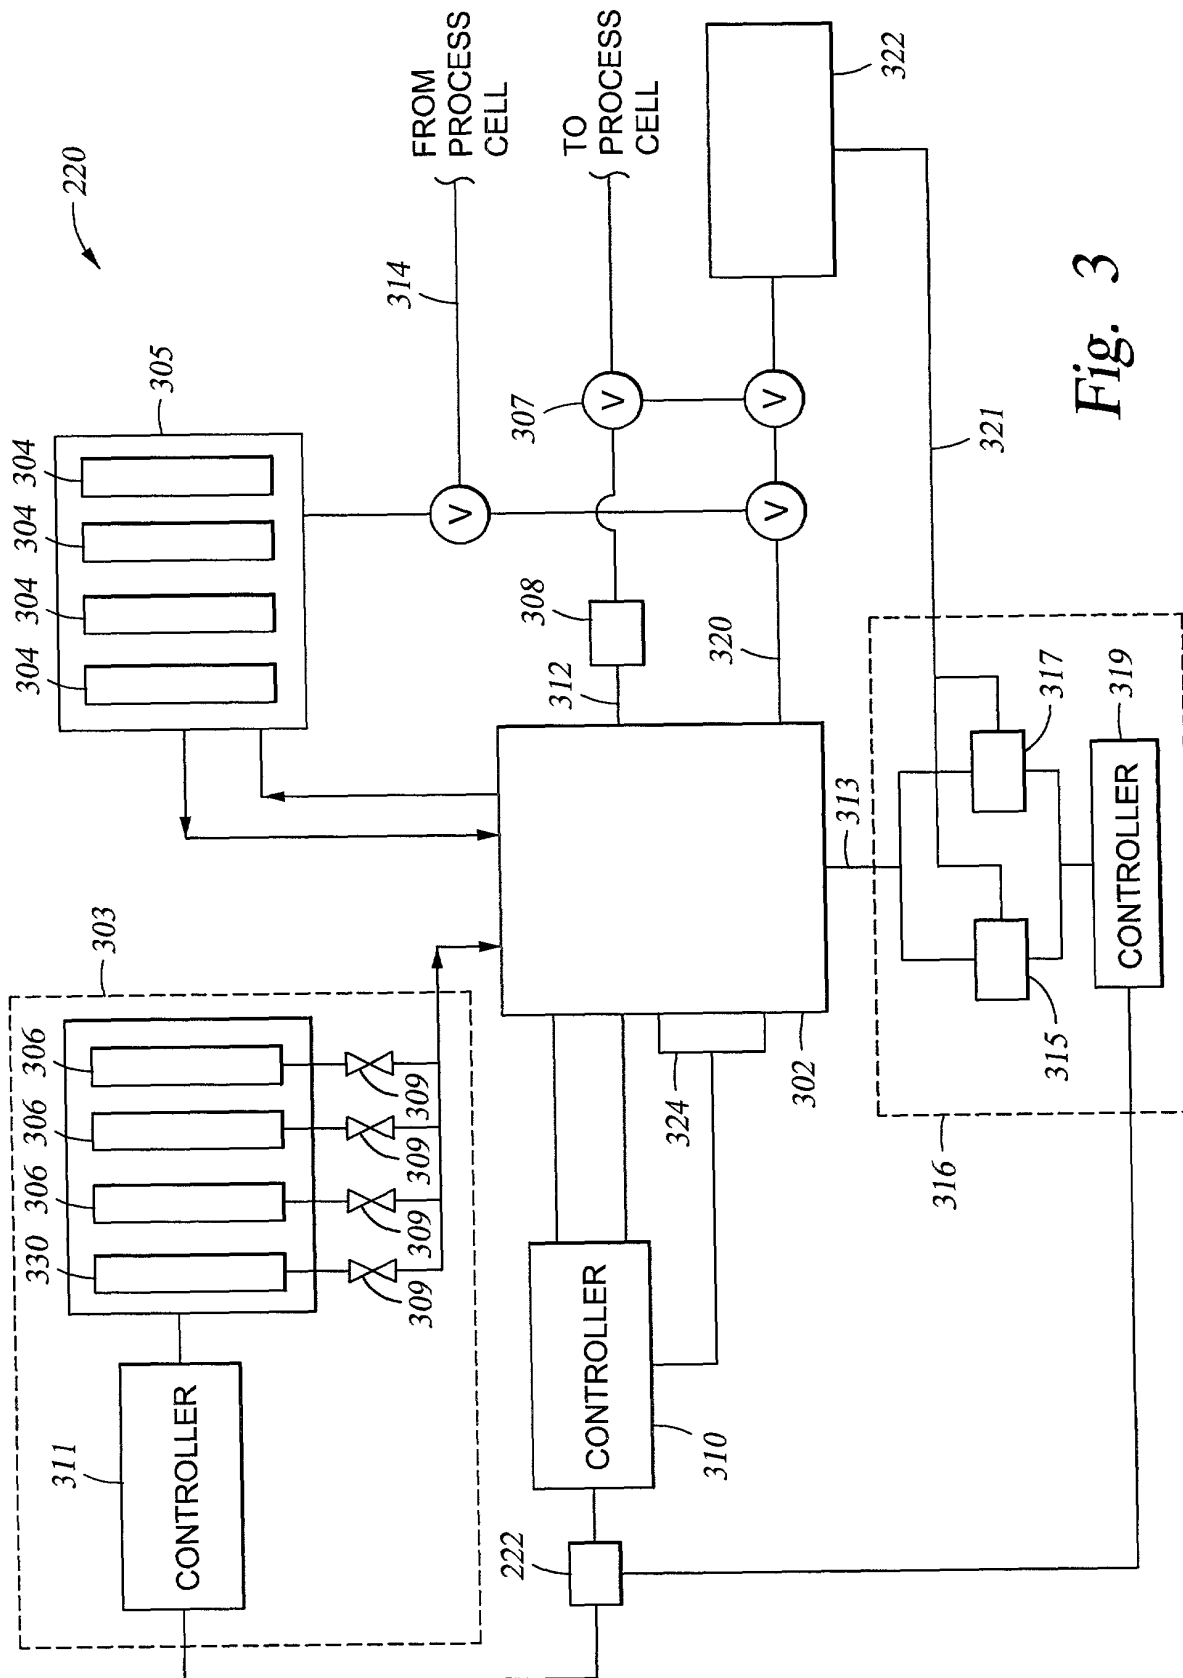 220
305
304
304
304
304
FROM
PROCESS
CELL
314
TO
PROCESS
CELL
307
V
V
V
V
308
312
320
322
321
303
306
306
306
330
309
309
309
309
311
CONTROLLER
302
324
CONTROLLER
310
222
313
317
315
316
CONTROLLER
319
Fig. 3